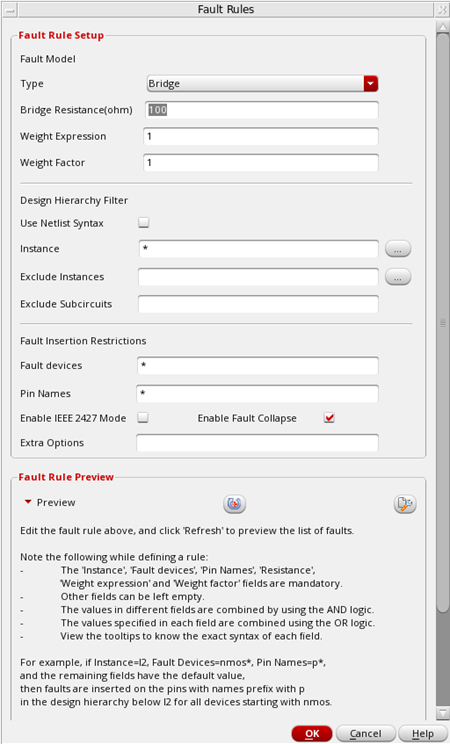 Fault Rules
Fault Rule Setup
Fault Model
Type Bridge
Bridge Resistance(ohm) 100
Weight Expression 1
Weight Factor 1
Design Hierarchy Filter
Use Netlist Syntax
Instance * ...
Exclude Instances ...
Exclude Subcircuits
Fault Insertion Restrictions
Fault devices *
Pin Names *
Enable IEEE 2427 Mode Enable Fault Collapse
Extra Options
Fault Rule Preview
Preview
Edit the fault rule above, and click 'Refresh' to preview the list of faults.
Note the following while defining a rule:
- The 'Instance', 'Fault devices', 'Pin Names', 'Resistance',
'Weight expression' and 'Weight factor' fields are mandatory.
- Other fields can be left empty.
- The values in different fields are combined by using the AND logic.
- The values specified in each field are combined using the OR logic.
- View the tooltips to know the exact syntax of each field.
For example, if Instance=I2, Fault Devices=nmos*, Pin Names=p*,
and the remaining fields have the default value,
then faults are inserted on the pins with names prefix with p
in the design hierarchy below I2 for all devices starting with nmos.
OK Cancel Help